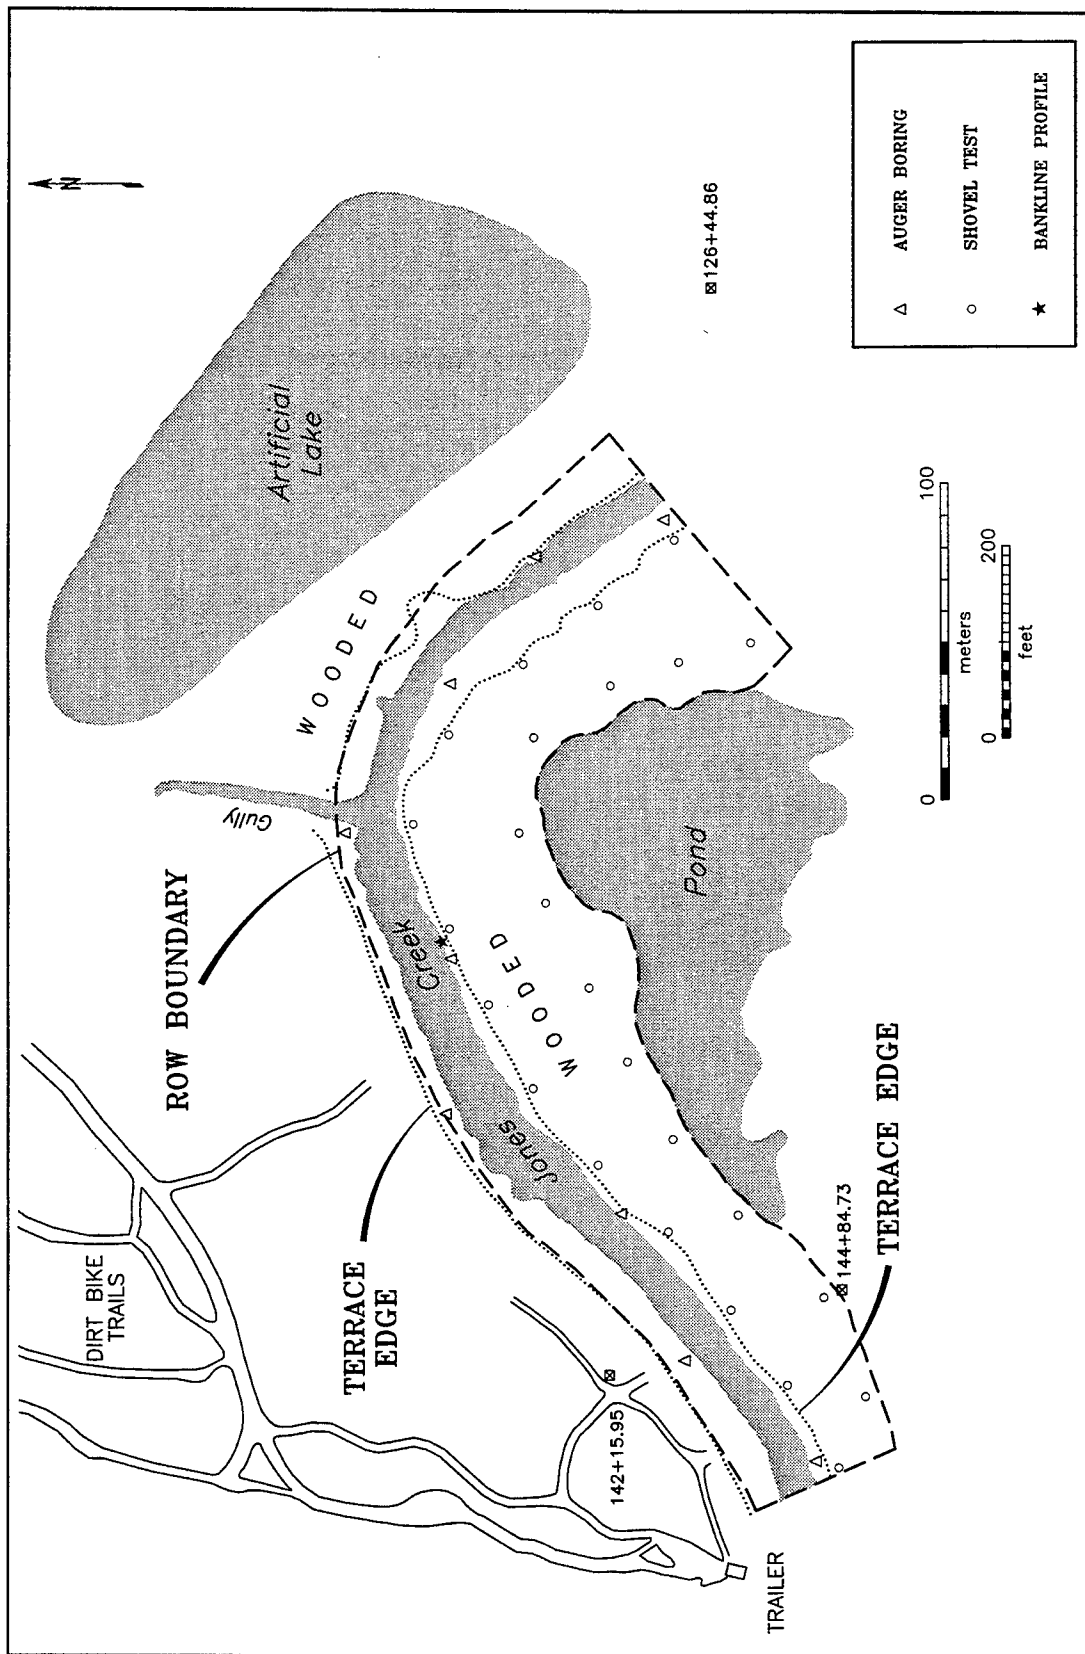 N
Artificial
Lake
126+44.86
AUGER BORING
SHOVEL TEST
BANKLINE PROFILE
WOODED
Gully
ROW BOUNDARY
DIRT BIKE
TRAILS
TERRACE
EDGE
Jones
Creek
WOODED
Pond
0
100
meters
0
200
feet
142+15.95
144+84.73
TERRACE EDGE
TRAILER